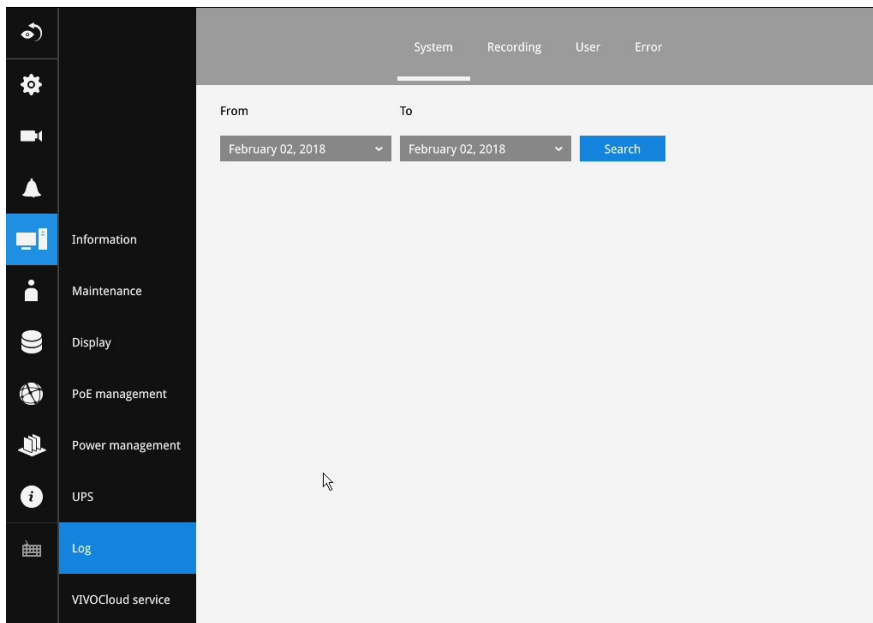 System Recording User Error
From To
February 02, 2018 February 02, 2018 Search
Information
Maintenance
Display
PoE management
Power management
UPS
Log
VIVOCloud service